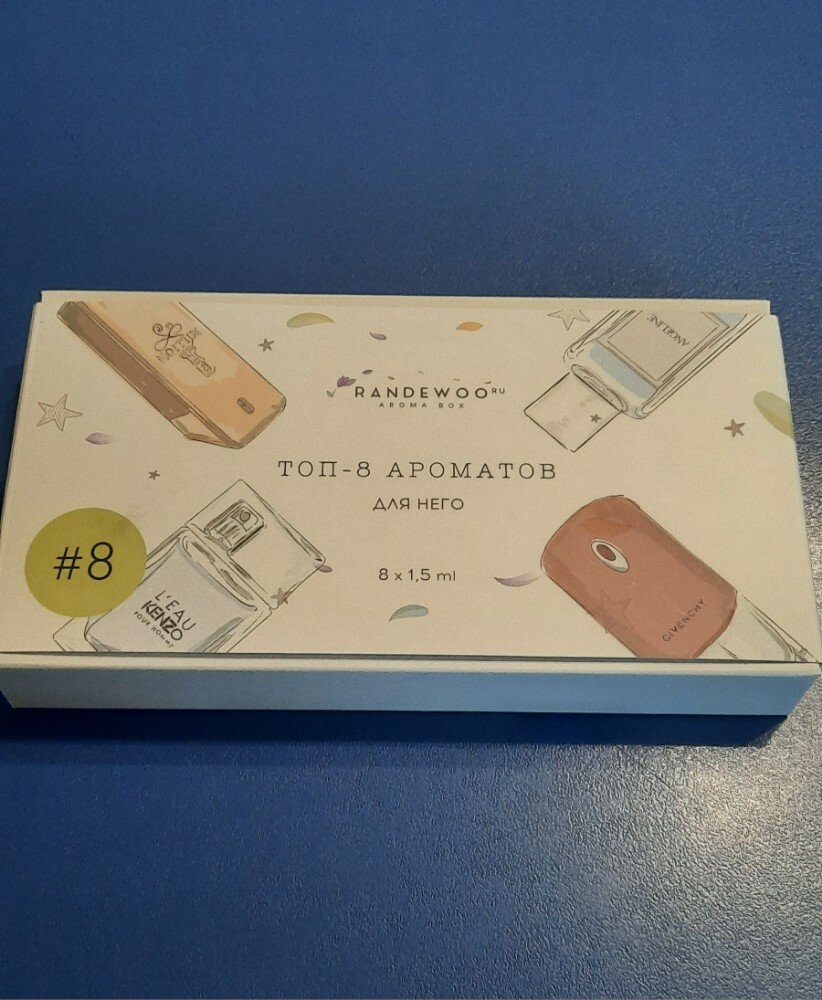 RANDEWOO RU
AROMA BOX
ТОП-8 АРОМАТОВ
ДЛЯ НЕГО
8 x 1,5 ml
#8
L'EAU
KENZO
POUR HOMME
GIVENCHY